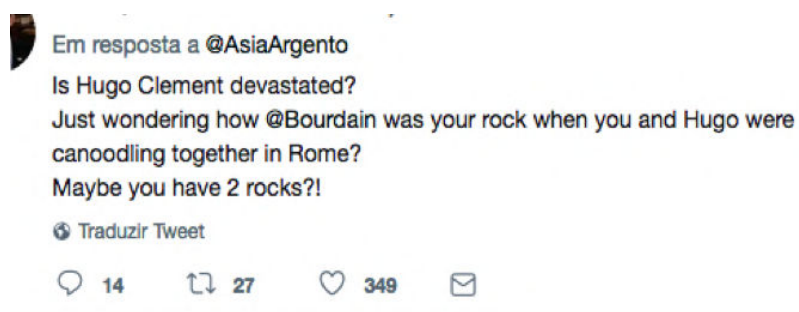 Em resposta a @AsiaArgento
Is Hugo Clement devastated?
Just wondering how @Bourdain was your rock when you and Hugo were
canoodling together in Rome?
Maybe you have 2 rocks?!
Traduzir Tweet
14 27 349